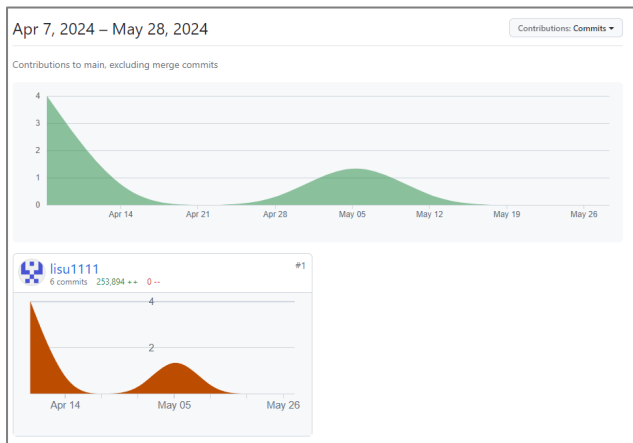 Apr 7, 2024 – May 28, 2024
Contributions: Commits
Contributions to main, excluding merge commits
4
3
2
1
0
Apr 14 Apr 21 Apr 28 May 05 May 12 May 19 May 26
lisu1111 #1
6 commits 253,894 ++ 0 --
4
2
Apr 14 May 05 May 26